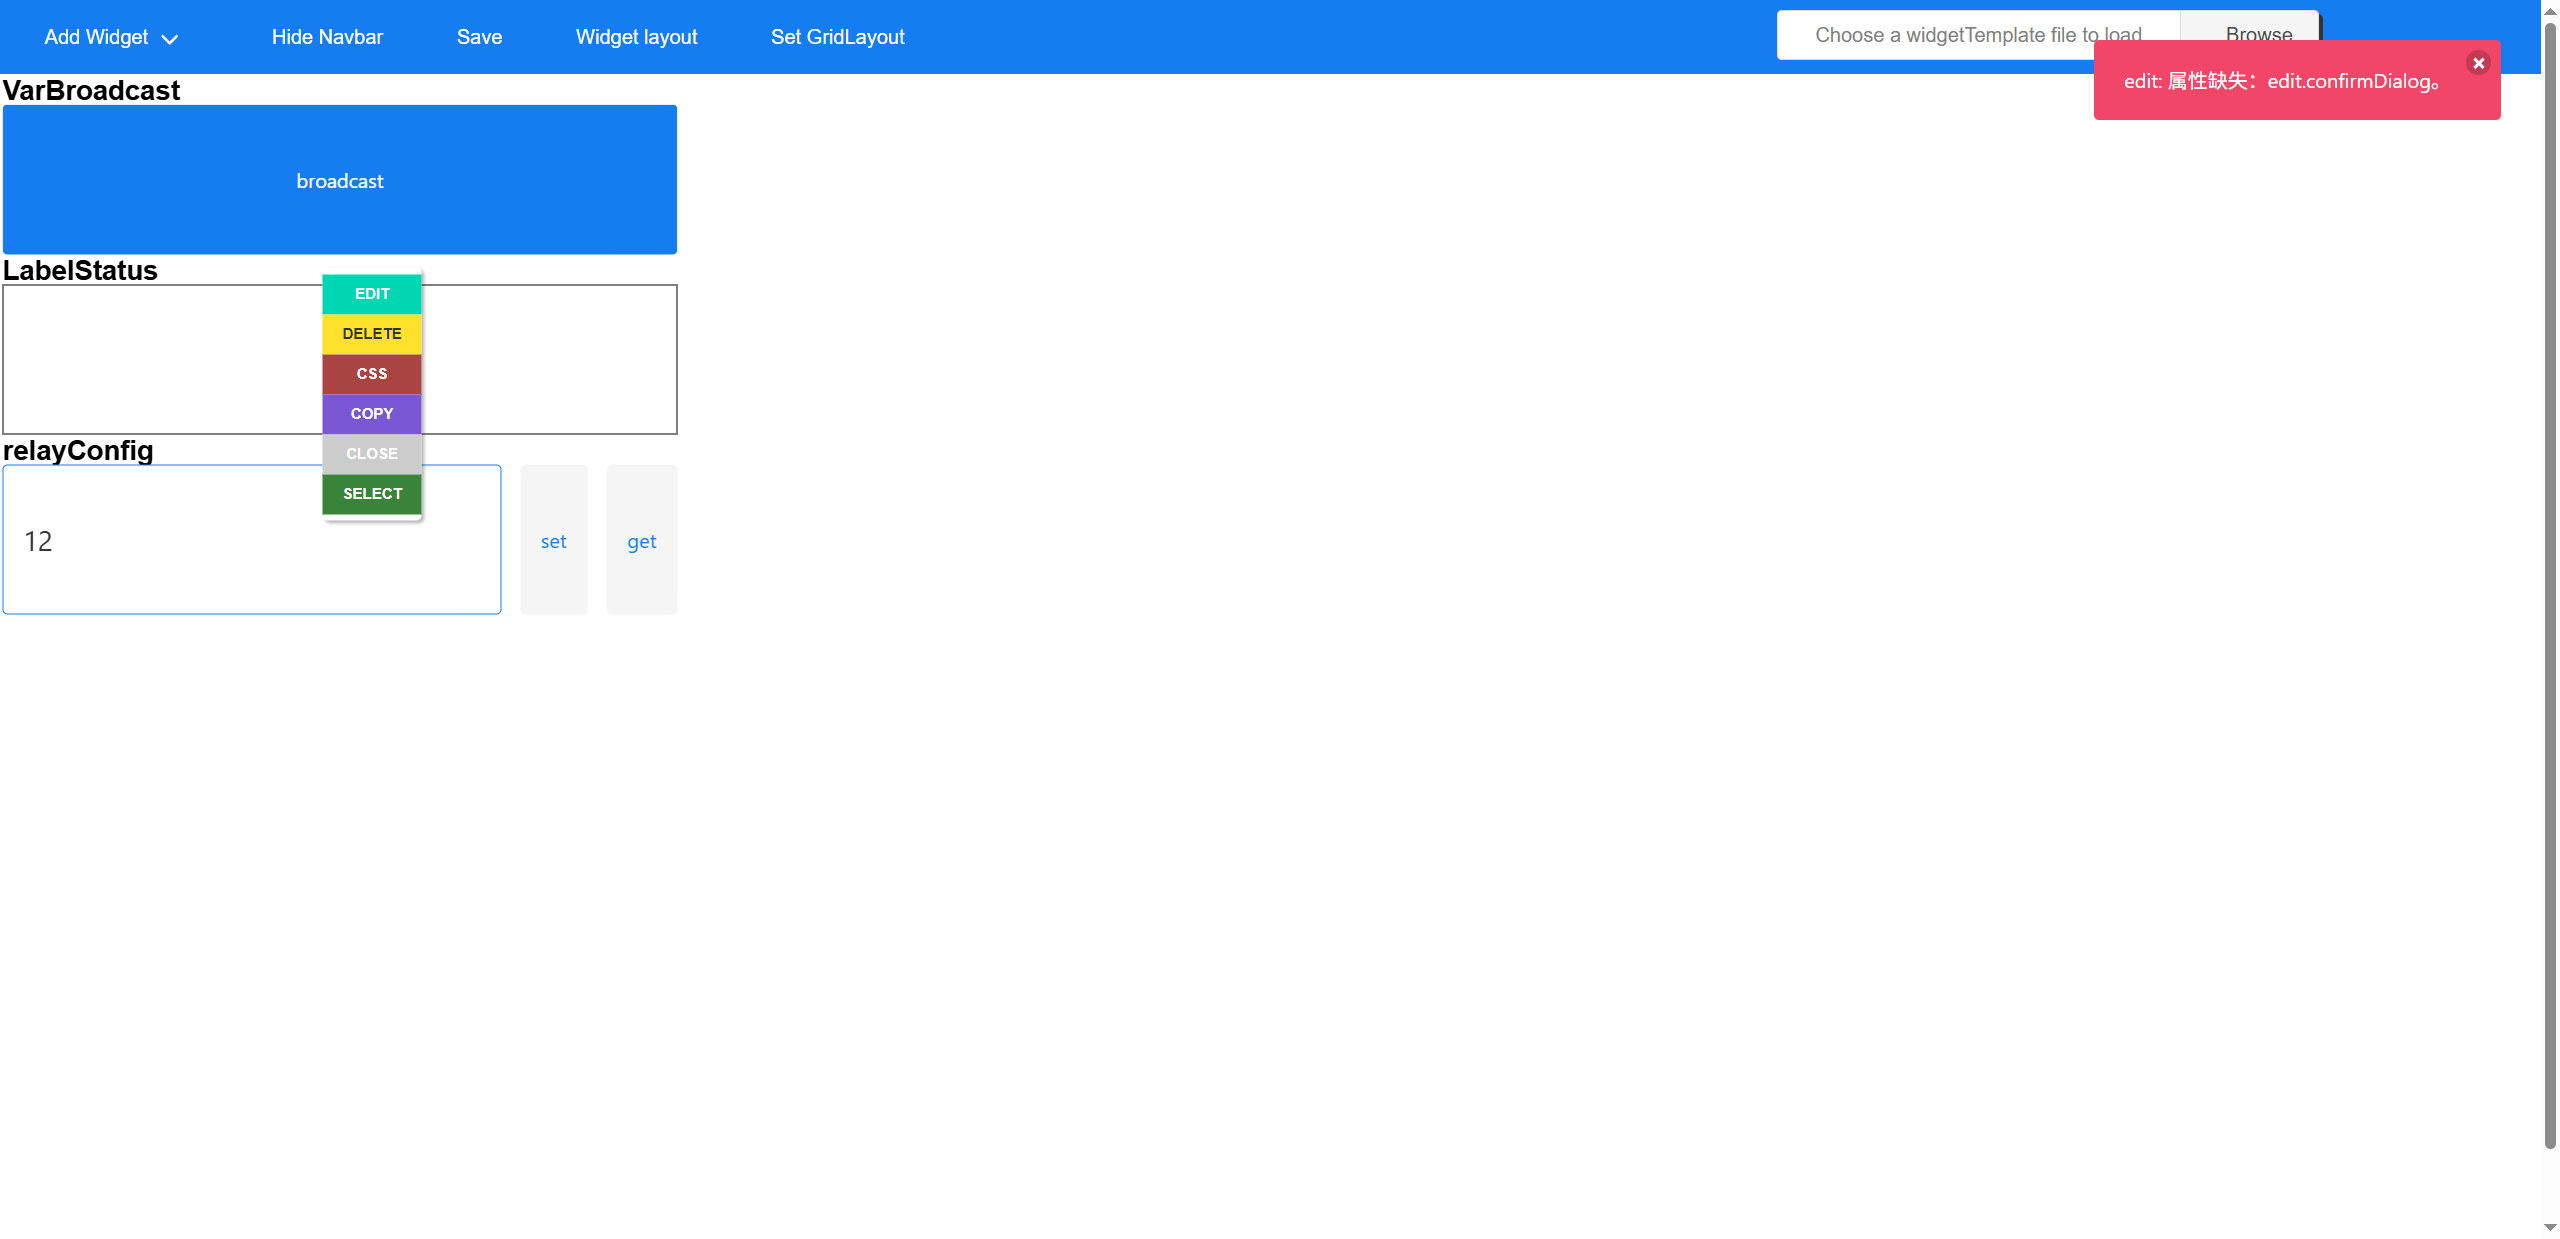 Add Widget
Hide Navbar
Save
Widget layout
Set GridLayout
Choose a widgetTemplate file to load
Browse
edit: 属性缺失：edit.confirmDialog。
VarBroadcast
broadcast
LabelStatus
EDIT
DELETE
CSS
COPY
CLOSE
SELECT
relayConfig
12
set
get